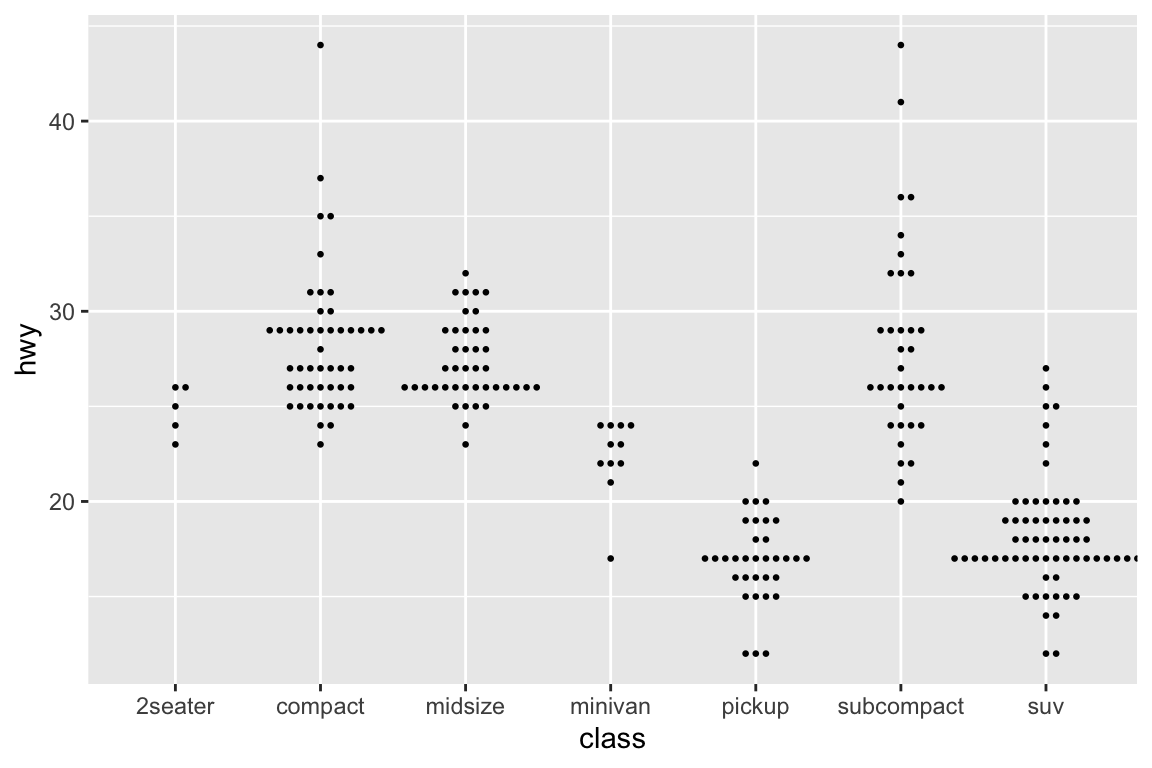 40
30
20
hwy
2seater compact midsize minivan pickup subcompact suv
class